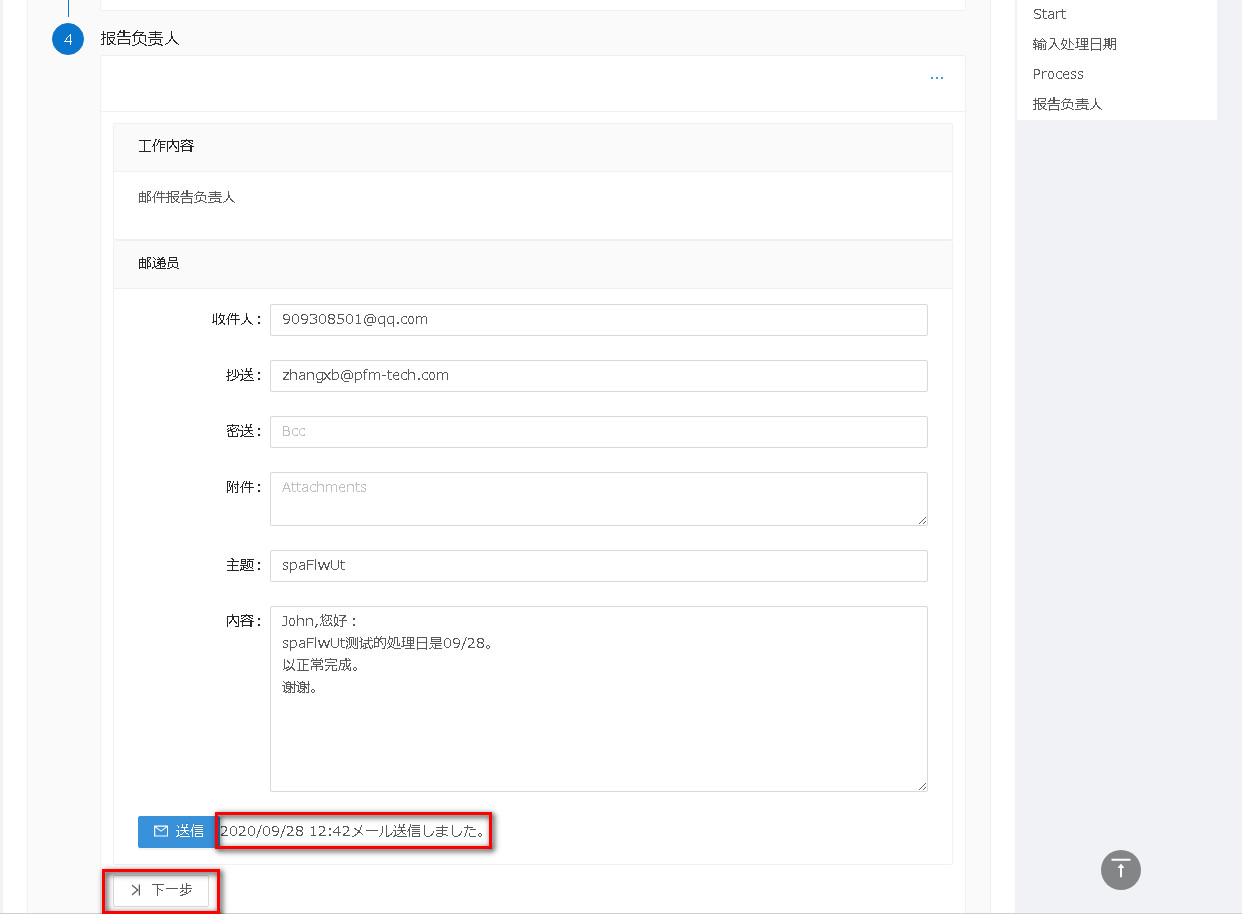 4 报告负责人
...
工作内容
邮件报告负责人
邮递员
收件人： 909308501@qq.com
抄送： zhangxb@pfm-tech.com
密送： Bcc
附件： Attachments
主题： spaFlwUt
内容： John,您好：
spaFlwUt测试的処理日是09/28。
以正常完成。
谢谢。
送信 2020/09/28 12:42メール送信しました。
下一步
Start
输入处理日期
Process
报告负责人